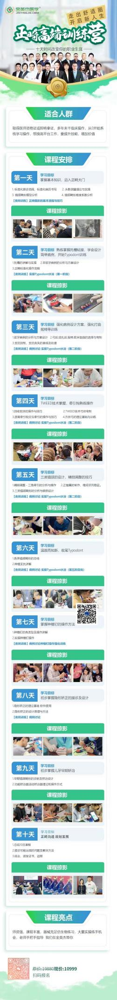 金英杰医学®
JINYINGJIE.COM
走出舒适圈
开启新人生
正畸高端训练营
十天时间改变你的职业生涯
适合人群
取得医师资格证或即将拿证，多年未干临床操作，从0开始系
统学习操作，想换高平台工作，要提升技能，增加价值
课程安排
第一天
学习目标
掌握基本知识，迈入正畸大门
1. 标准化接诊流程、标准化病历书写 2. 头影测量理论与实操
3. 错颌畸形模型分析 4. 错颌畸形难度系数分析
【夜间训练】正畸摄影的基本流程与技巧
课程掠影
第二天
学习目标 熟练掌握托槽粘接，学会设计
简单病例，开始Typodont训练
1.托槽的讲解与实操 2.非拔牙病例的分析与方案设计
3.正畸标准化操作流程
【夜间训练】实操Typodont水浴（第一阶段）
课程掠影
第三天
学习目标 强化病例设计方案，强化打曲
摇椅等训练
1.拔牙病例的分析与方案设计 2.弓丝.结扎丝.摇椅.欧米伽曲的选择与弯制
3.支抗控制，支抗丧失的表现及处理
【夜间训练】病例讨论 实操Typodont水浴（第二阶段）
课程掠影
第四天
学习目标
TWEED技术掌握，牵引钩熟练操作
1.回收前牙的操作与技巧 2.TWEED技术弓丝弯制
3.游离牵引钩交互牵引的操作与技巧 4.方丝弓的理论基础与训练
【夜间训练】病例讨论 实操Typodont水浴（第二阶段）
课程掠影
第五天
学习目标
三类错颌的设计，精细调整的技巧
1.精细调整 - 三角牵引的分析与操作 2.正轴簧的制作，维持牙列稳定。
3.三类错颌畸形的分析与病例设计
【夜间训练】病例讨论 实操Typodont水浴（第二阶段）
课程掠影
第六天
学习目标
温故而知新，收尾Typodont
1.各类错颌畸形的总结
2.种植支抗详解
【夜间训练】病例讨论 实操Typodont水浴（第五阶段完）
课程掠影
第七天
学习目标
掌握种植钉的操作方法
1.种植钉的各类型及操作讲解
2.实操种植钉操作
【夜间训练】病例讨论种植钉操作强化训练
课程掠影
第八天
学习目标
初步掌握隐形矫正的接诊及设计
1.隐形矫正的理论基础 软件使用
2.隐形矫正的设计原理与方法
【夜间训练】病例讨论
课程掠影
第九天
学习目标
初步掌握儿牙早期矫治
1.早期错颌畸形的诊断及矫治设计
2.功能矫治器活动矫治器理论和操作方式
课程掠影
第十天
学习目标
正畸沟通 规划发展
1.总结10日课程
2.接诊可能出现的问题及解决方法
3.结业，颁发证书，返程
课程掠影
课程亮点
师资强，课程丰富，器械充足仿生物练习，大量实操练手机
会，老师手把手指导 我们在金英杰等你
原价:19880现价:10999
扫码报名